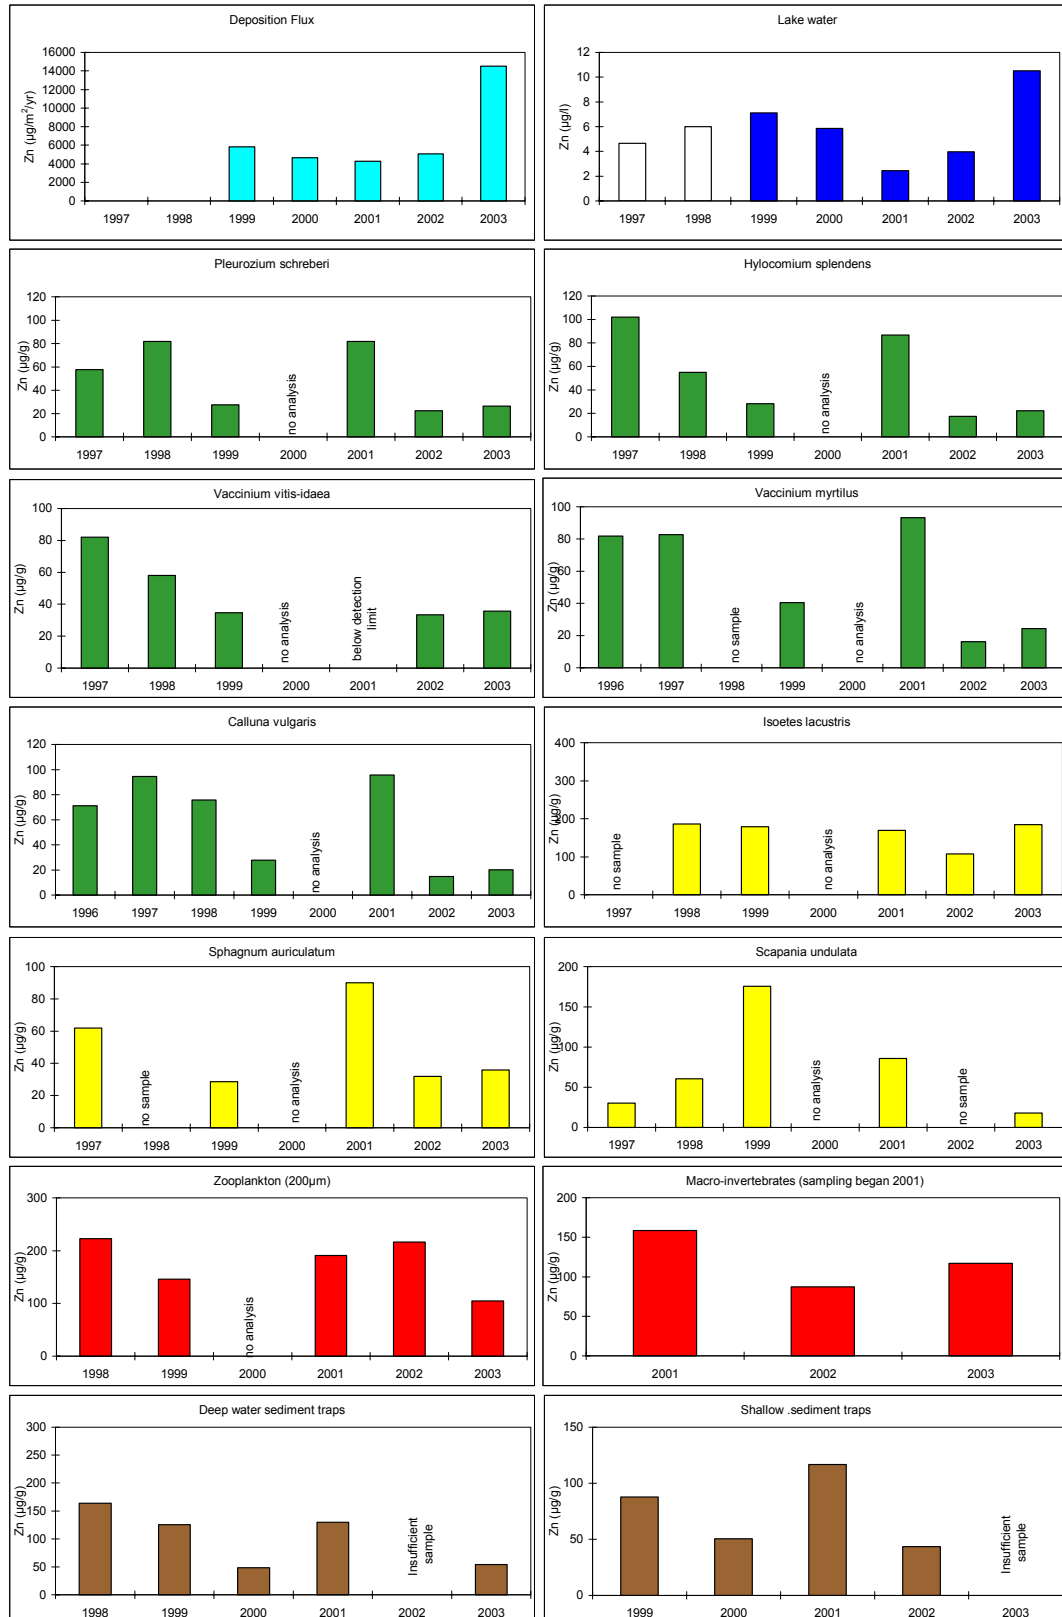 Deposition Flux
Zn (µg/m²/yr)
16000
14000
12000
10000
8000
6000
4000
2000
0
1997 1998 1999 2000 2001 2002 2003
Lake water
Zn (µg/l)
12
10
8
6
4
2
0
1997 1998 1999 2000 2001 2002 2003
Pleurozium schreberi
Zn (µg/g)
120
100
80
60
40
20
0
no analysis
1997 1998 1999 2000 2001 2002 2003
Hylocomium splendens
Zn (µg/g)
120
100
80
60
40
20
0
no analysis
1997 1998 1999 2000 2001 2002 2003
Vaccinium vitis-idaea
Zn (µg/g)
80
60
40
20
0
no analysis
below detection
limit
1997 1998 1999 2000 2001 2002 2003
Vaccinium myrtilus
Zn (µg/g)
100
80
60
40
20
0
no sample
no analysis
1996 1997 1998 1999 2000 2001 2002 2003
Calluna vulgaris
Zn (µg/g)
120
100
80
60
40
20
0
no analysis
1996 1997 1998 1999 2000 2001 2002 2003
Isoetes lacustris
Zn (µg/g)
400
300
200
100
0
no sample
no analysis
1997 1998 1999 2000 2001 2002 2003
Sphagnum auriculatum
Zn (µg/g)
100
80
60
40
20
0
no sample
no analysis
1997 1998 1999 2000 2001 2002 2003
Scapania undulata
Zn (µg/g)
200
150
100
50
0
no analysis
no sample
1997 1998 1999 2000 2001 2002 2003
Zooplankton (200µm)
Zn (µg/g)
300
200
100
0
no analysis
1998 1999 2000 2001 2002 2003
Macro-invertebrates (sampling began 2001)
Zn (µg/g)
200
150
100
50
0
2001 2002 2003
Deep water sediment traps
Zn (µg/g)
300
250
200
150
100
50
0
Insufficient
sample
1998 1999 2000 2001 2002 2003
Shallow .sediment traps
Zn (µg/g)
150
100
50
0
Insufficient
sample
1999 2000 2001 2002 2003